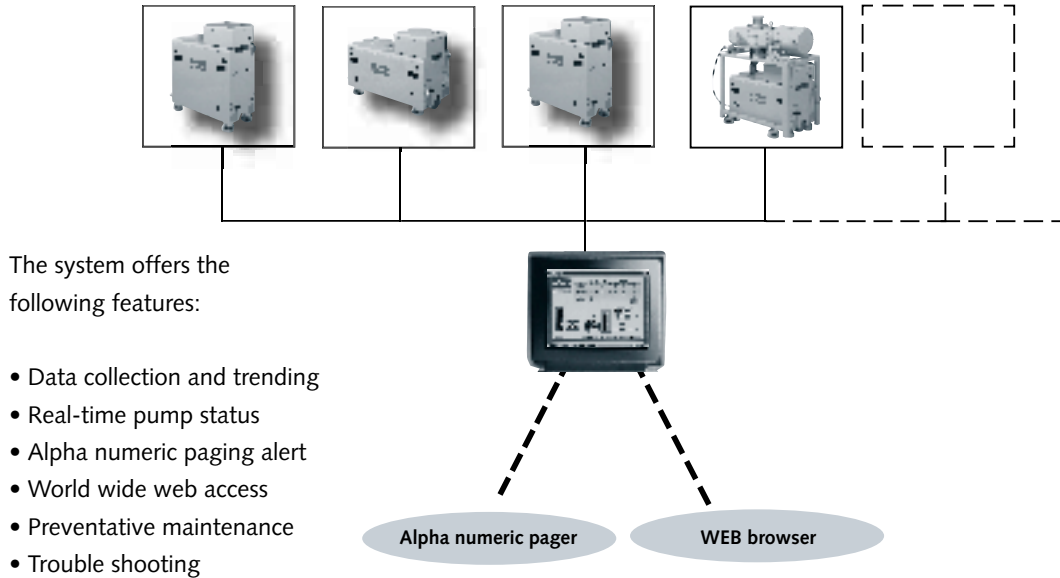 The system offers the
following features:
• Data collection and trending
• Real-time pump status
• Alpha numeric paging alert
• World wide web access
• Preventative maintenance
• Trouble shooting
Alpha numeric pager
WEB browser